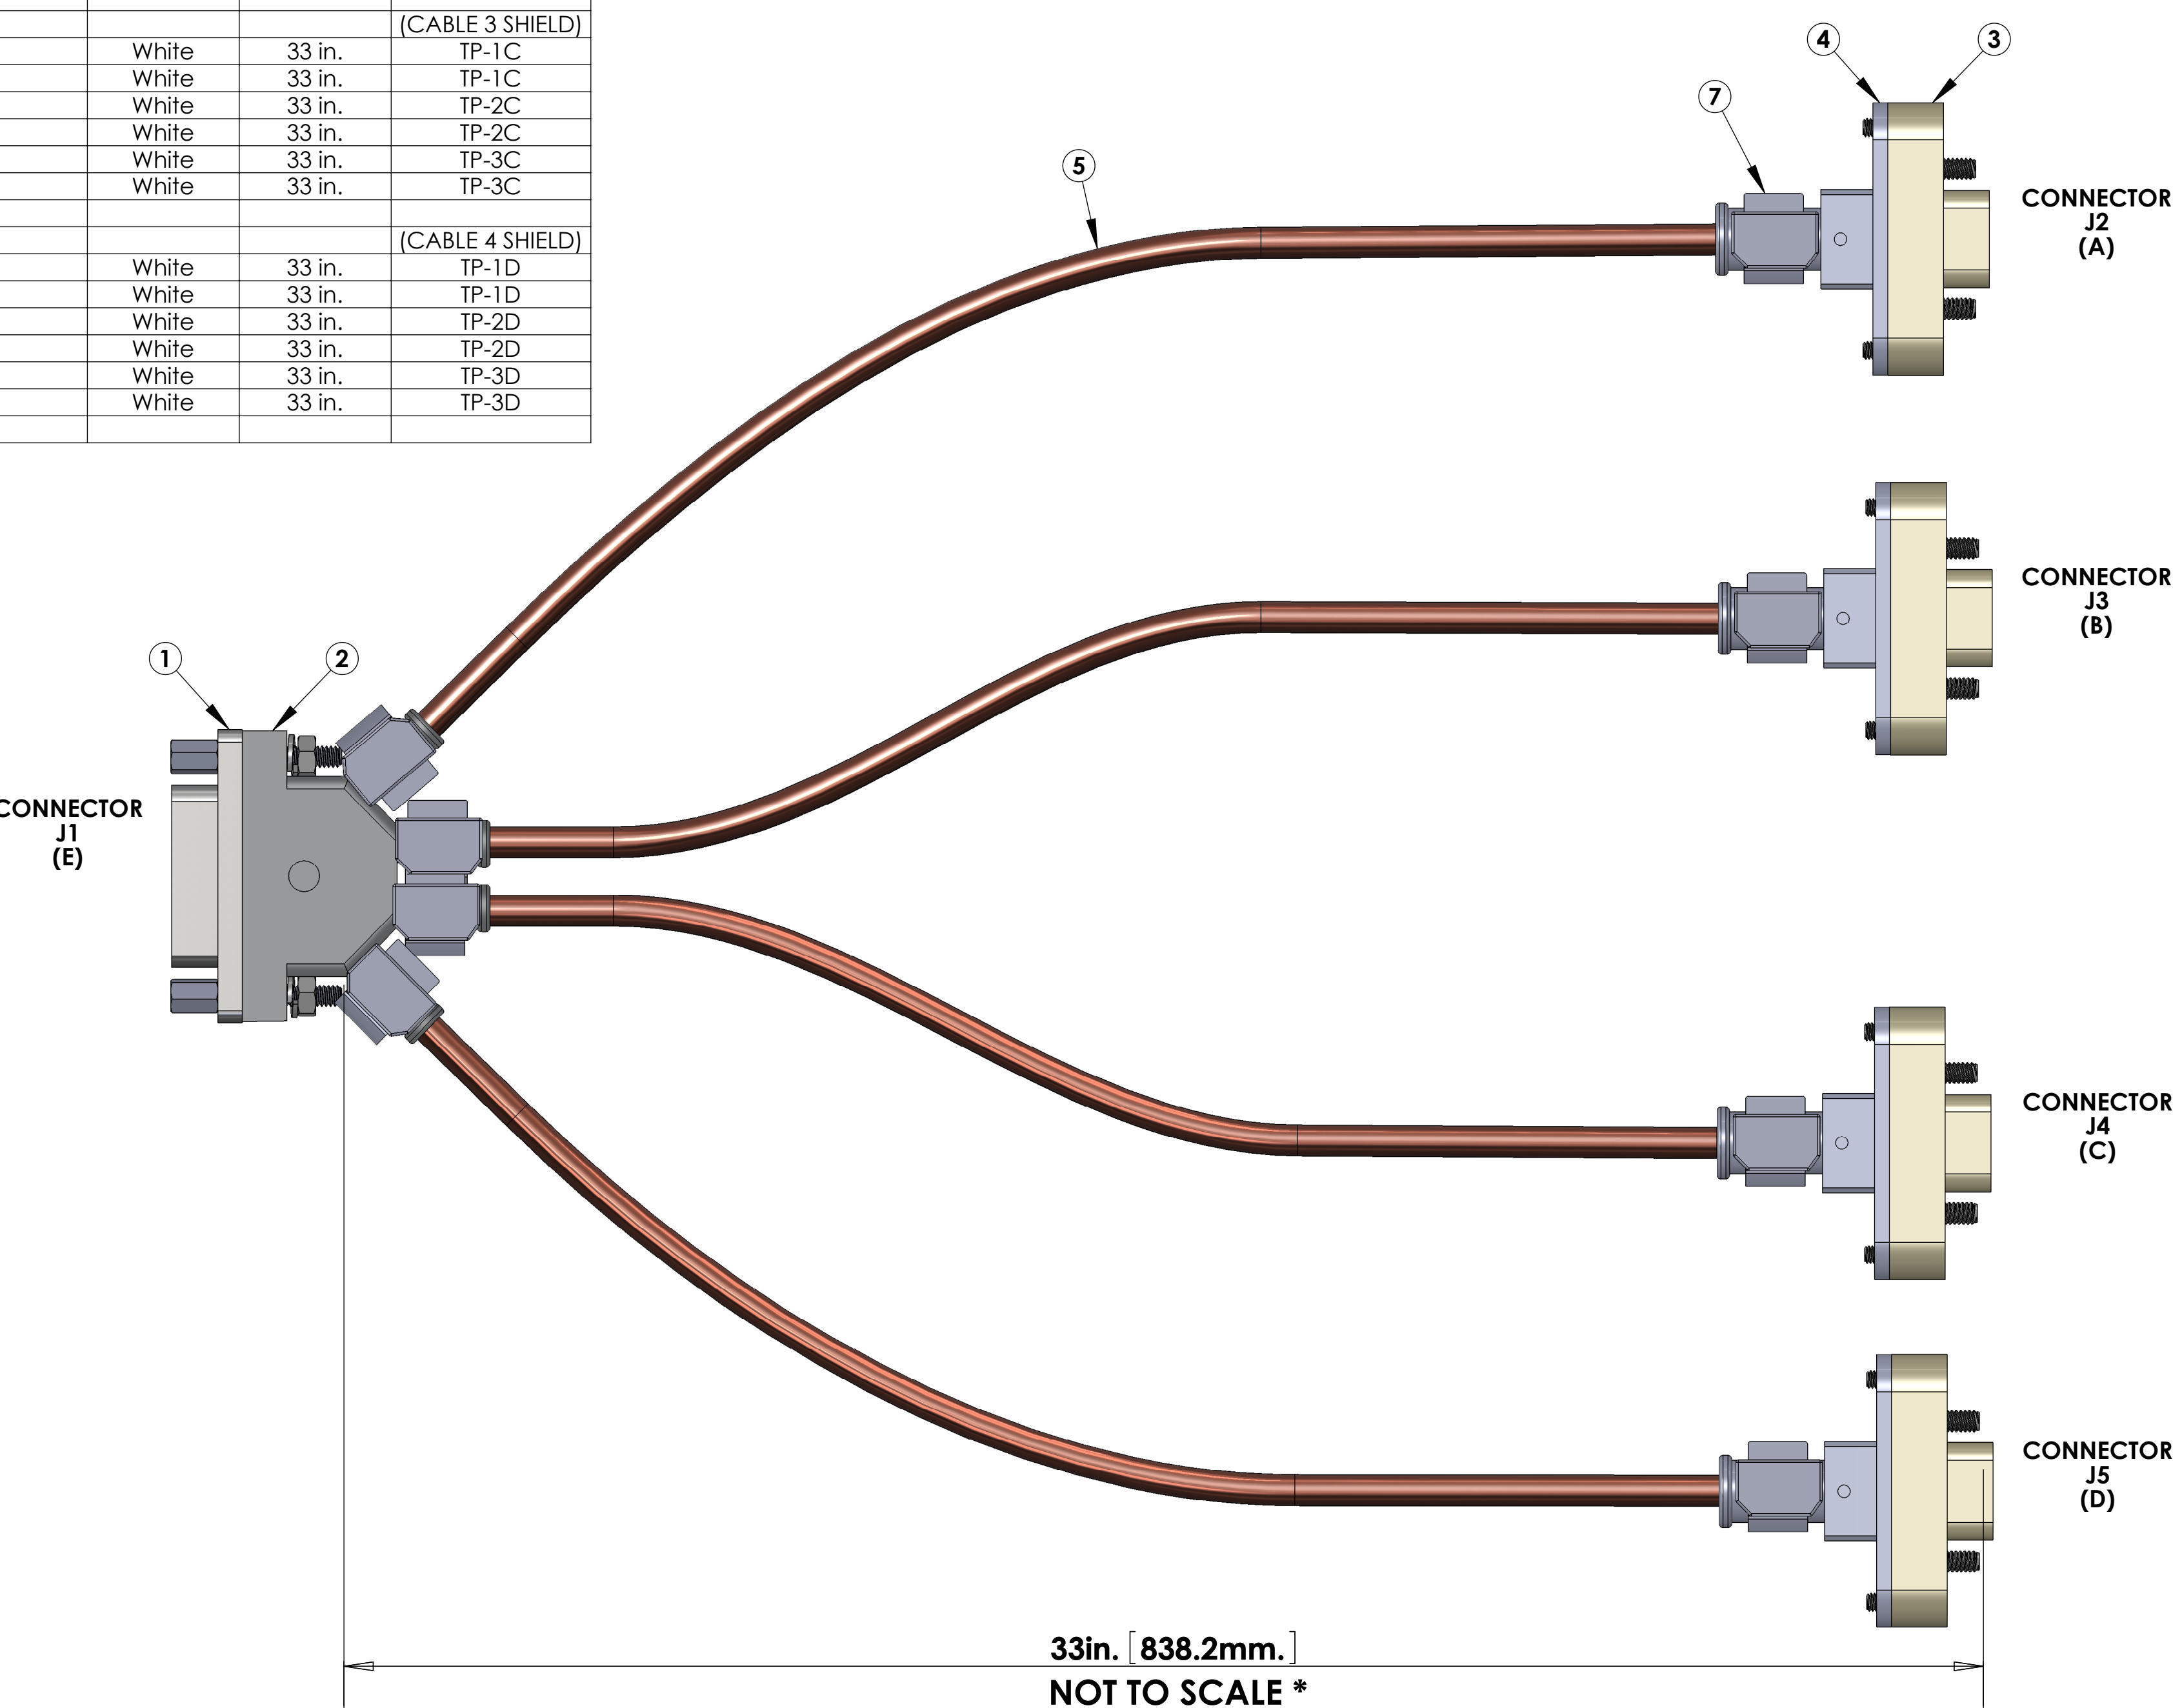 (CABLE 3 SHIELD)
White 33 in. TP-1C
White 33 in. TP-1C
White 33 in. TP-2C
White 33 in. TP-2C
White 33 in. TP-3C
White 33 in. TP-3C
(CABLE 4 SHIELD)
White 33 in. TP-1D
White 33 in. TP-1D
White 33 in. TP-2D
White 33 in. TP-2D
White 33 in. TP-3D
White 33 in. TP-3D
4
3
7
5
CONNECTOR
J2
(A)
CONNECTOR
J3
(B)
1
2
CONNECTOR
J1
(E)
CONNECTOR
J4
(C)
CONNECTOR
J5
(D)
33in. [838.2mm.]
NOT TO SCALE *